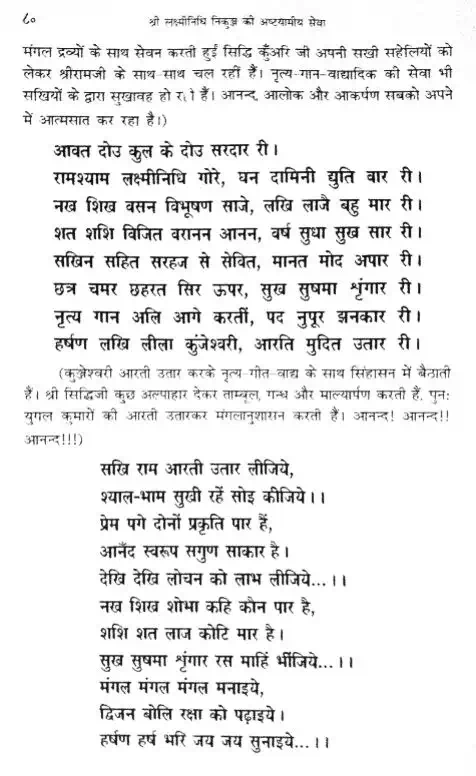 ८० श्री लक्ष्मीनिधि निकुञ्ज की अष्टयामीय सेवा
मंगल द्रव्यों के साथ सेवन करती हुई सिद्धि कुँअरि जी अपनी सखी सहेलियों को
लेकर श्रीरामजी के साथ साथ चल रहीं हैं। नृत्य-गान-वाद्यादिक की सेवा भी
सखियों के द्वारा सुखावह हो रही हैं। आनन्द, आलोक और आकर्षण सबको अपने
में आत्मसात कर रहा है।)
आवत दोउ कुल के दोउ सरदार री।
रामश्याम लक्ष्मीनिधि गोरे, घन दामिनी द्युति वार री।
नख शिख वसन विभूषण साजे, लखि लाजै बहु मार री।
शत शशि विजित वरानन आनन, वर्ष सुधा सुख सार री।
सखिन सहित सरहज से सेवित, मानत मोद अपार री।
छत्र चमर छहरत सिर ऊपर, सुख सुषमा शृंगार री।
नृत्य गान अलि आगे करतीं, पद नुपूर झनकार री।
हर्षण लखि लीला कुंजेश्वरी, आरति मुदित उतार री।
(कुञ्जेश्वरी आरती उतार करके नृत्य-गीत-वाद्य के साथ सिंहासन में बैठाती
हैं। श्री सिद्धिजी कुछ अल्पाहार देकर ताम्बूल, गन्ध और माल्यार्पण करती हैं, पुनः
युगल कुमारों की आरती उतारकर मंगलानुशासन करती हैं। आनन्द! आनन्द!!
आनन्द!!!)
सखि राम आरती उतार लीजिये,
श्याल-भाम सुखी रहें सोइ कीजिये।।
प्रेम पगे दोनों प्रकृति पार हैं,
आनँद स्वरूप सगुण साकार है।
देखि देखि लोचन को लाभ लीजिये...।।
नख शिख शोभा कहि कौन पार है,
शशि शत लाज कोटि मार है।
सुख सुषमा शृंगार रस माहिं भींजिये...।।
मंगल मंगल मंगल मनाइये,
द्विजन बोलि रक्षा को पढ़ाइये।
हर्षण हर्ष भरि जय जय सुनाइये...।।